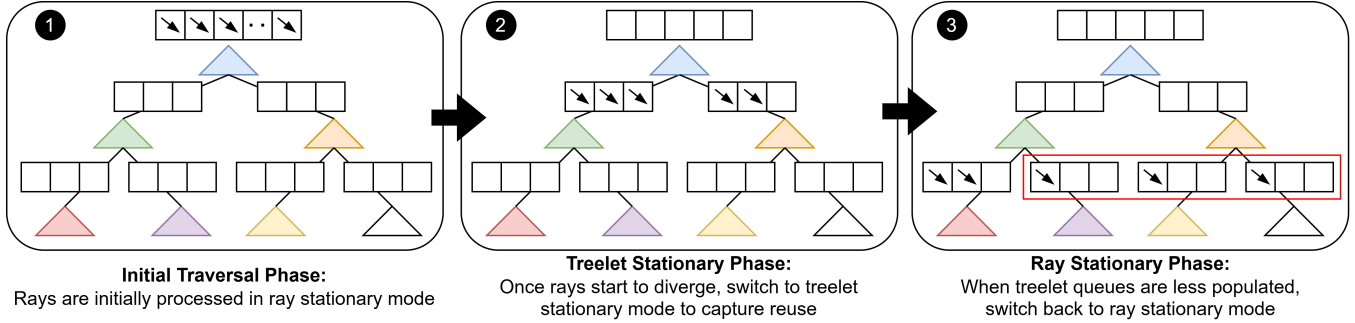 1
2
3
Initial Traversal Phase:
Rays are initially processed in ray stationary mode
Treelet Stationary Phase:
Once rays start to diverge, switch to treelet
stationary mode to capture reuse
Ray Stationary Phase:
When treelet queues are less populated,
switch back to ray stationary mode